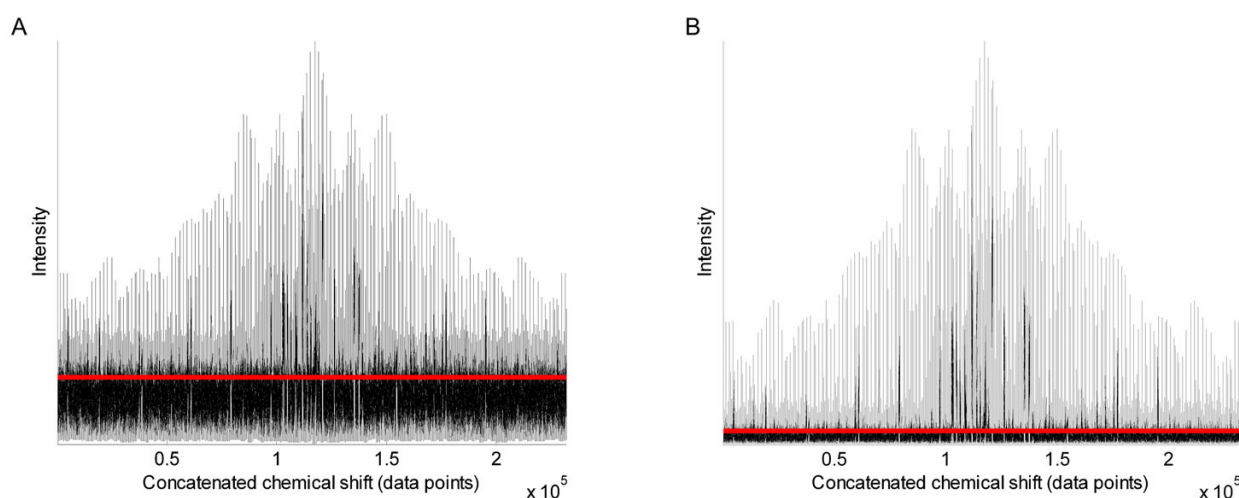 A
B
Intensity
Intensity
0.5 1 1.5 2
0.5 1 1.5 2
Concatenated chemical shift (data points) x 10^5
Concatenated chemical shift (data points) x 10^5